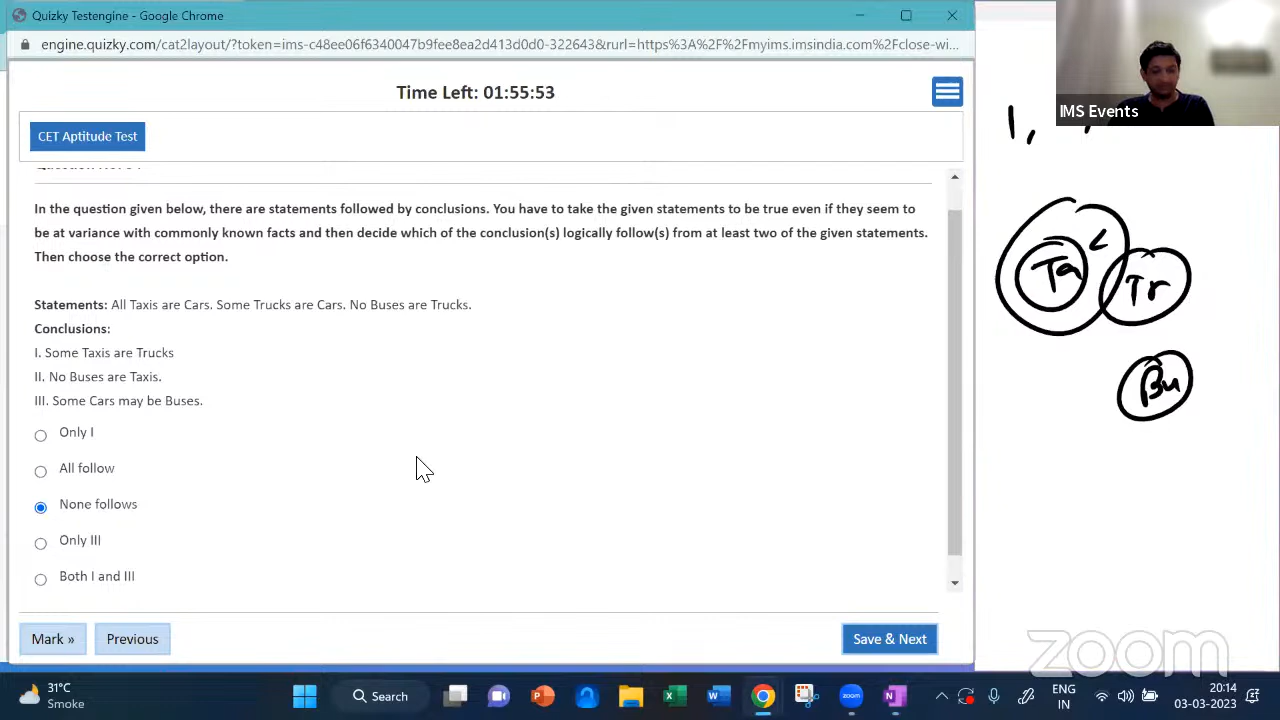 Quizky Testengine - Google Chrome
engine.quizky.com/cat2layout/?token=ims-c48ee06f6340047b9fee8ea2d413d0d0-322643&rurl=https%3A%2F%2Fmyims.imsindia.com%2Fclose-wi...
Time Left: 01:55:53
IMS Events
CET Aptitude Test
In the question given below, there are statements followed by conclusions. You have to take the given statements to be true even if they seem to
be at variance with commonly known facts and then decide which of the conclusion(s) logically follow(s) from at least two of the given statements.
Then choose the correct option.
Statements: All Taxis are Cars. Some Trucks are Cars. No Buses are Trucks.
Conclusions:
I. Some Taxis are Trucks
II. No Buses are Taxis.
III. Some Cars may be Buses.
Only I
All follow
None follows
Only III
Both I and III
Mark »
Previous
Save & Next
1,
Ta
C
Tr
Bu
zoom
31°C
Smoke
Search
zoom
ENG
IN
20:14
03-03-2023